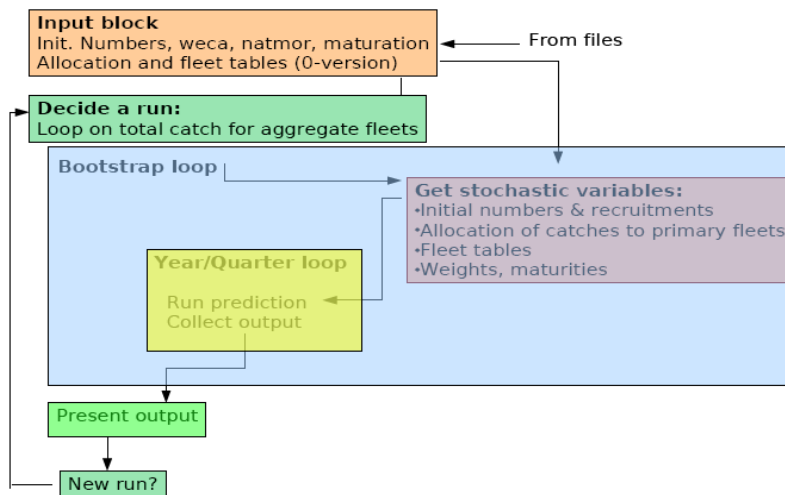 Input block
Init. Numbers, weca, natmor, maturation
Allocation and fleet tables (0-version)
From files
Decide a run:
Loop on total catch for aggregate fleets
Bootstrap loop
Get stochastic variables:
•Initial numbers & recruitments
•Allocation of catches to primary fleets
•Fleet tables
•Weights, maturities
Year/Quarter loop
Run prediction
Collect output
Present output
New run?